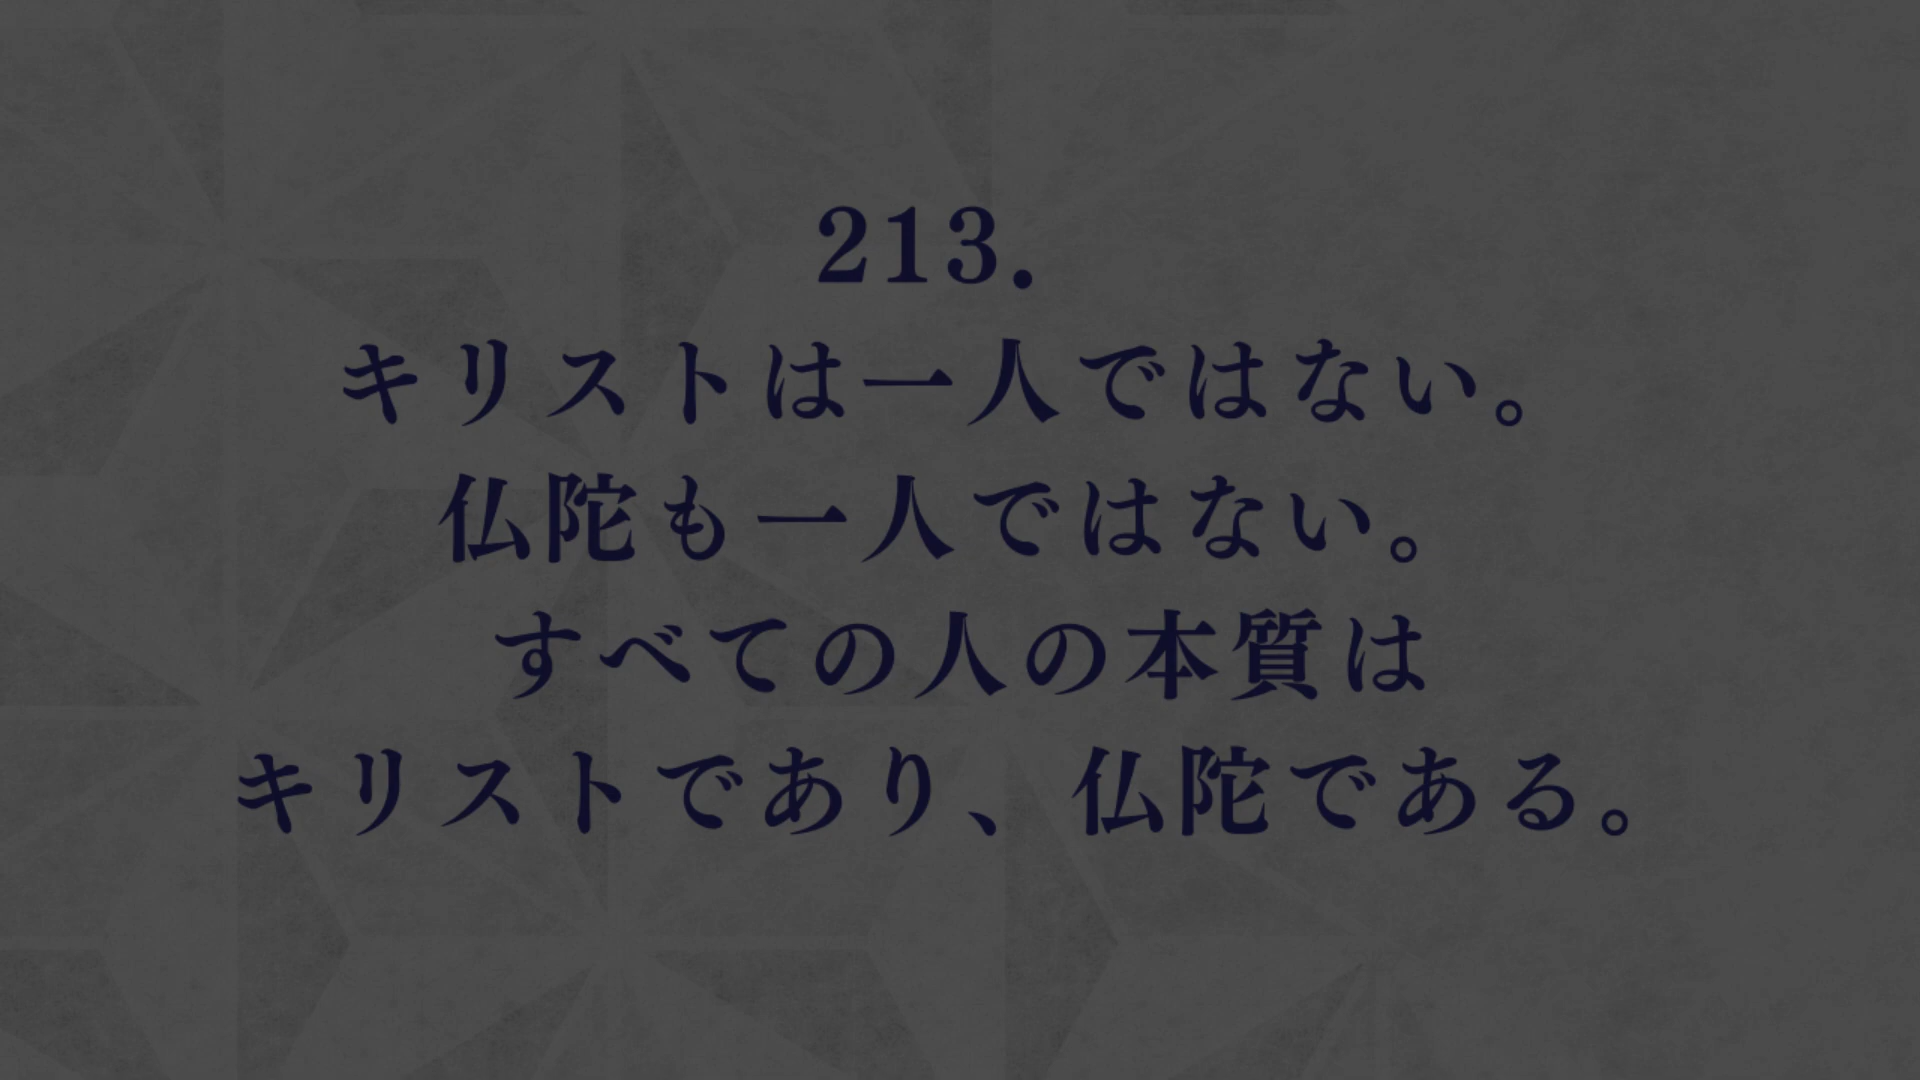 213.
キリストは一人ではない。
仏陀も一人ではない。
すべての人の本質は
キリストであり、仏陀である。